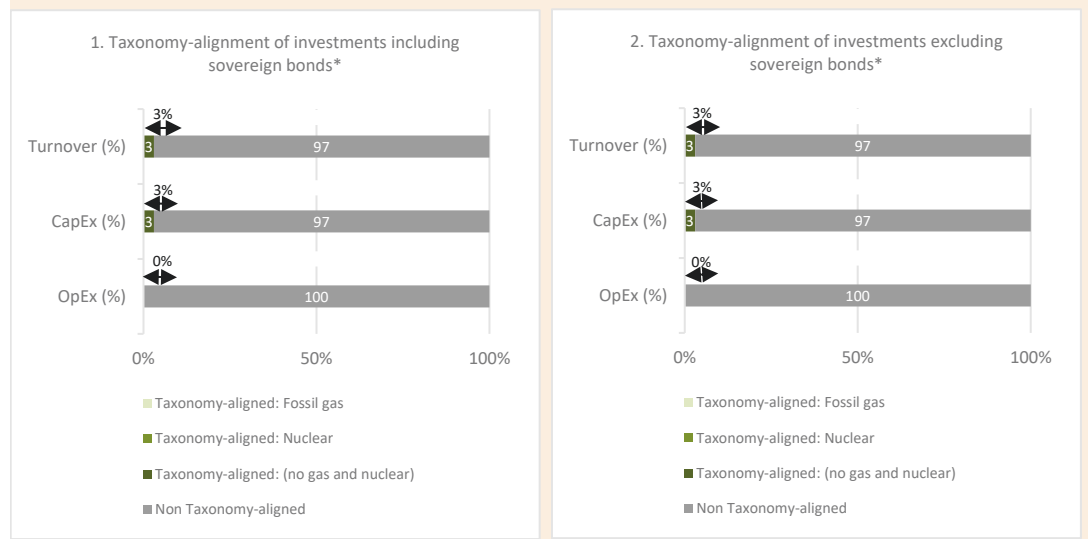 1. Taxonomy-alignment of investments including
sovereign bonds*
3%
Turnover (%)
3
97
3%
CapEx (%)
3
97
0%
OpEx (%)
100
0%
50%
100%
Taxonomy-aligned: Fossil gas
Taxonomy-aligned: Nuclear
Taxonomy-aligned: (no gas and nuclear)
Non Taxonomy-aligned
2. Taxonomy-alignment of investments excluding
sovereign bonds*
3%
Turnover (%)
3
97
3%
CapEx (%)
3
97
0%
OpEx (%)
100
0%
50%
100%
Taxonomy-aligned: Fossil gas
Taxonomy-aligned: Nuclear
Taxonomy-aligned: (no gas and nuclear)
Non Taxonomy-aligned